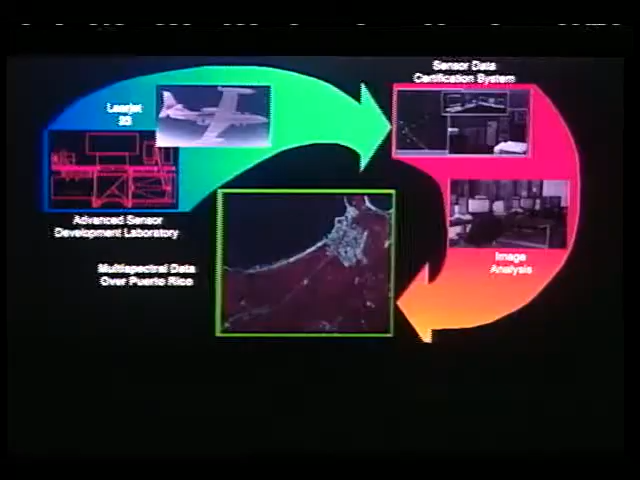 Sensor Data
Certification System
Learjet
23
Advanced Sensor
Development Laboratory
Multispectral Data
Over Puerto Rico
Image
Analysis